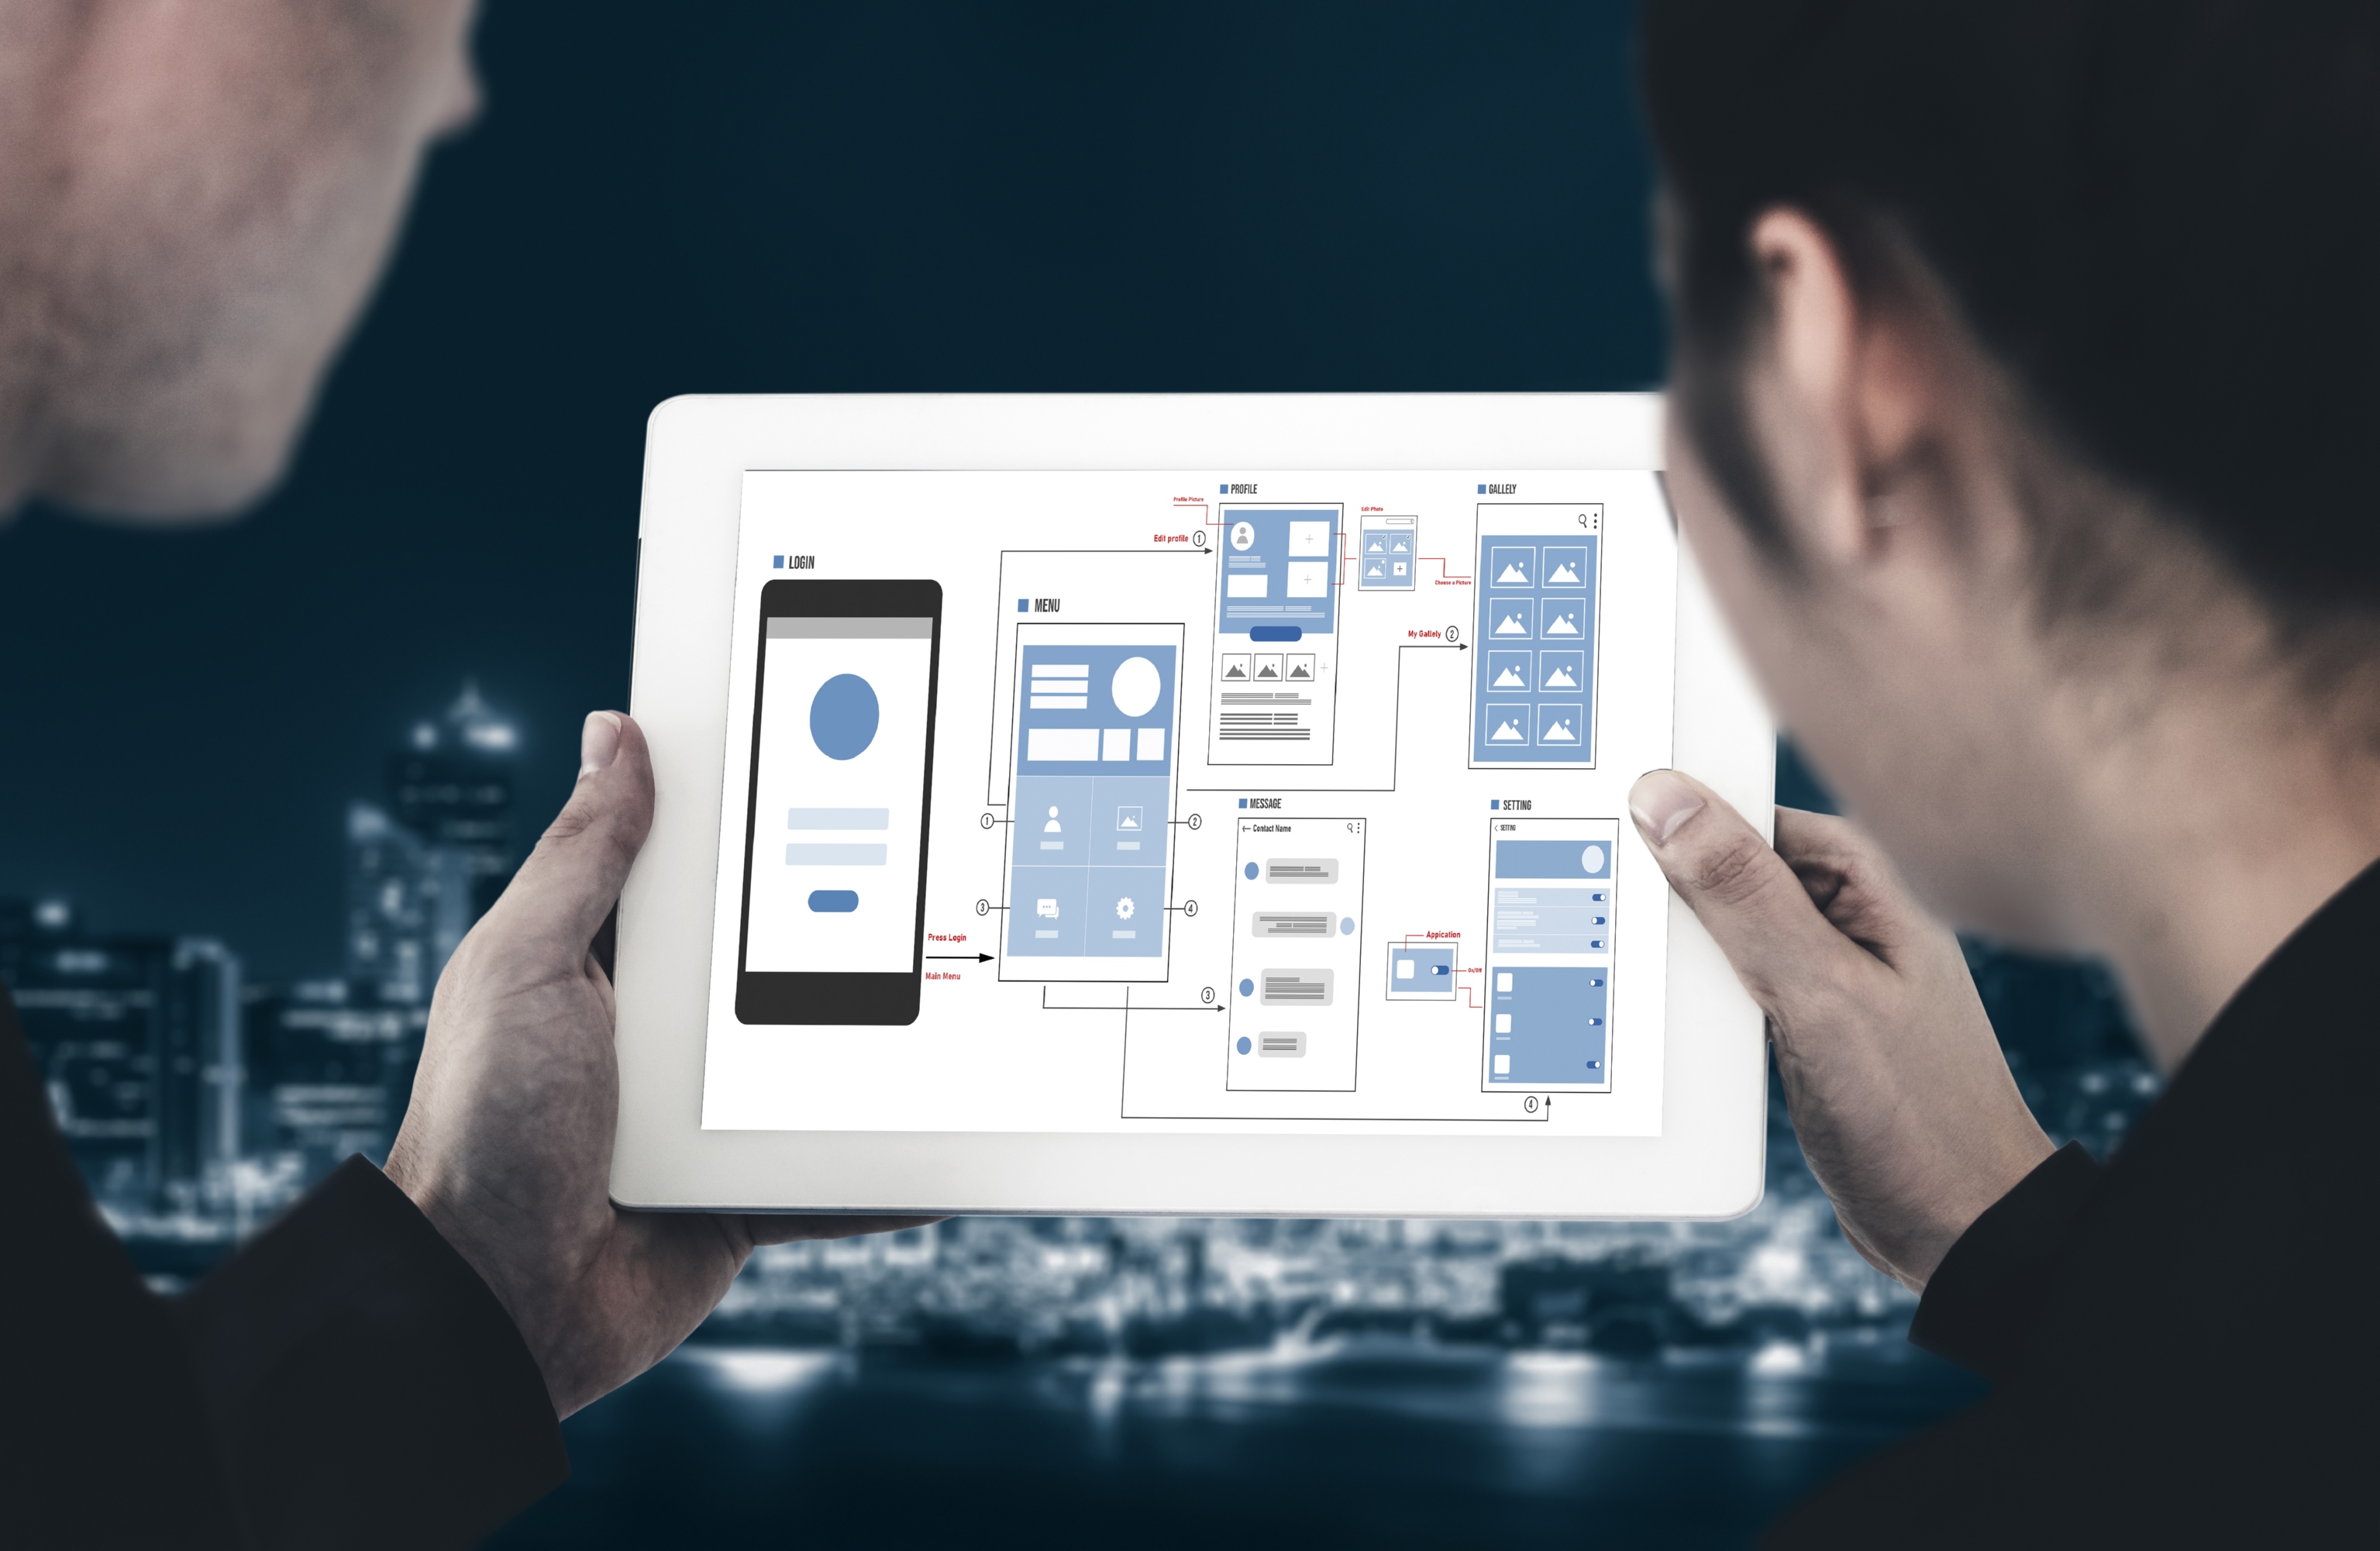 LOGIN
Press Login
Main Menu
MENU
1
2
3
4
Profile Picture
Edit profile 1
PROFILE
Edit Photo
Choose a Picture
GALLELY
My Gallely 2
MESSAGE
← Contact Name
3
SETTING
< SETTING
Appication
On/Off
4